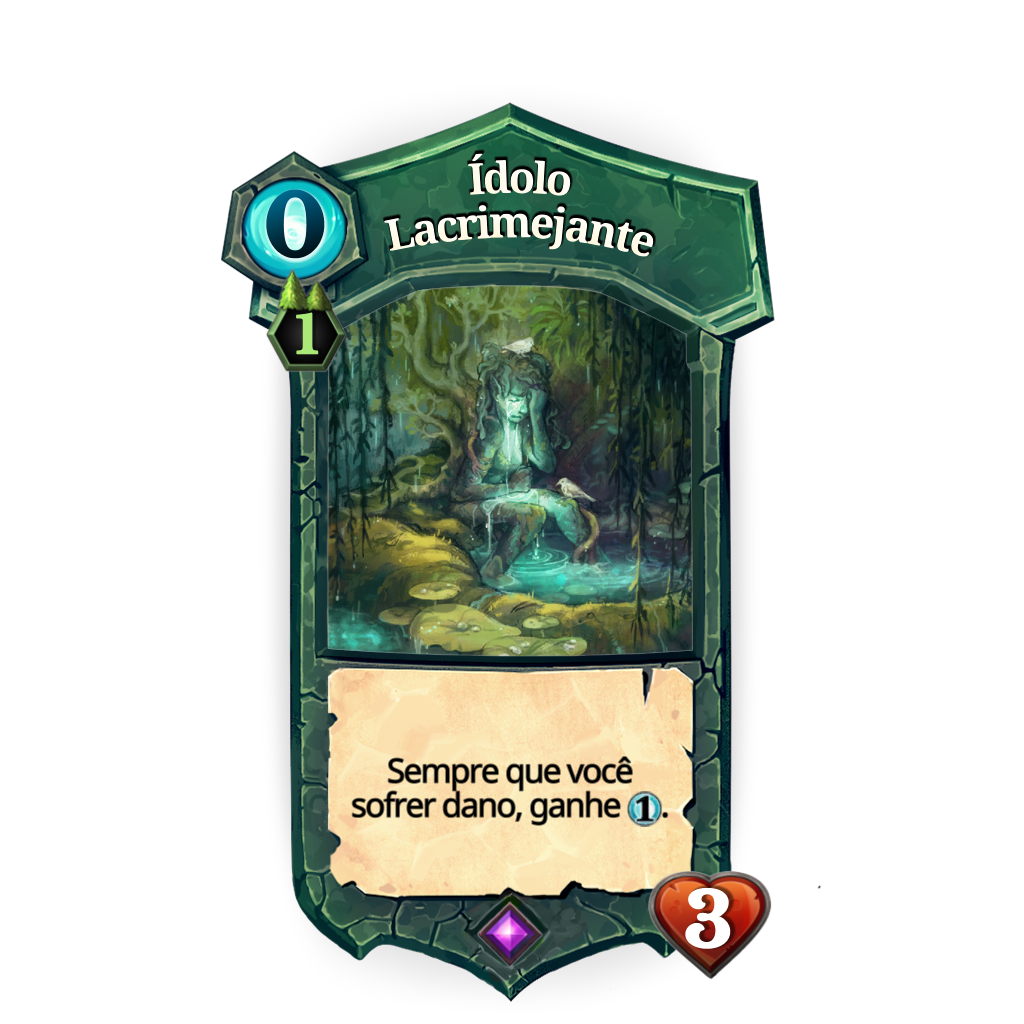 Ídolo
Lacrimejante
0
1
Sempre que você
sofrer dano, ganhe 1.
3